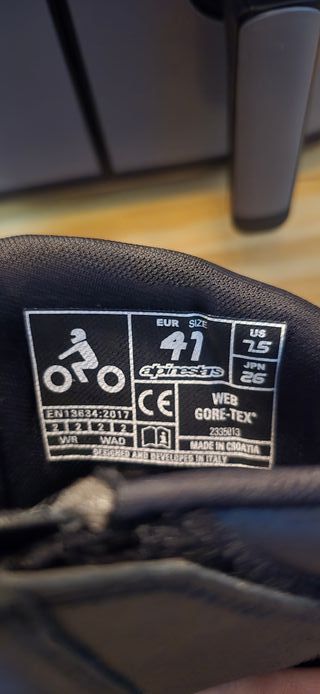 EUR SIZE
41
alpinestars
US
7.5
JPN
26
EN13634:2017
2 2 2 2
WR WAD
CE
WEB
GORE-TEX®
2335013
MADE IN CROATIA
DESIGNED AND DEVELOPED IN ITALY